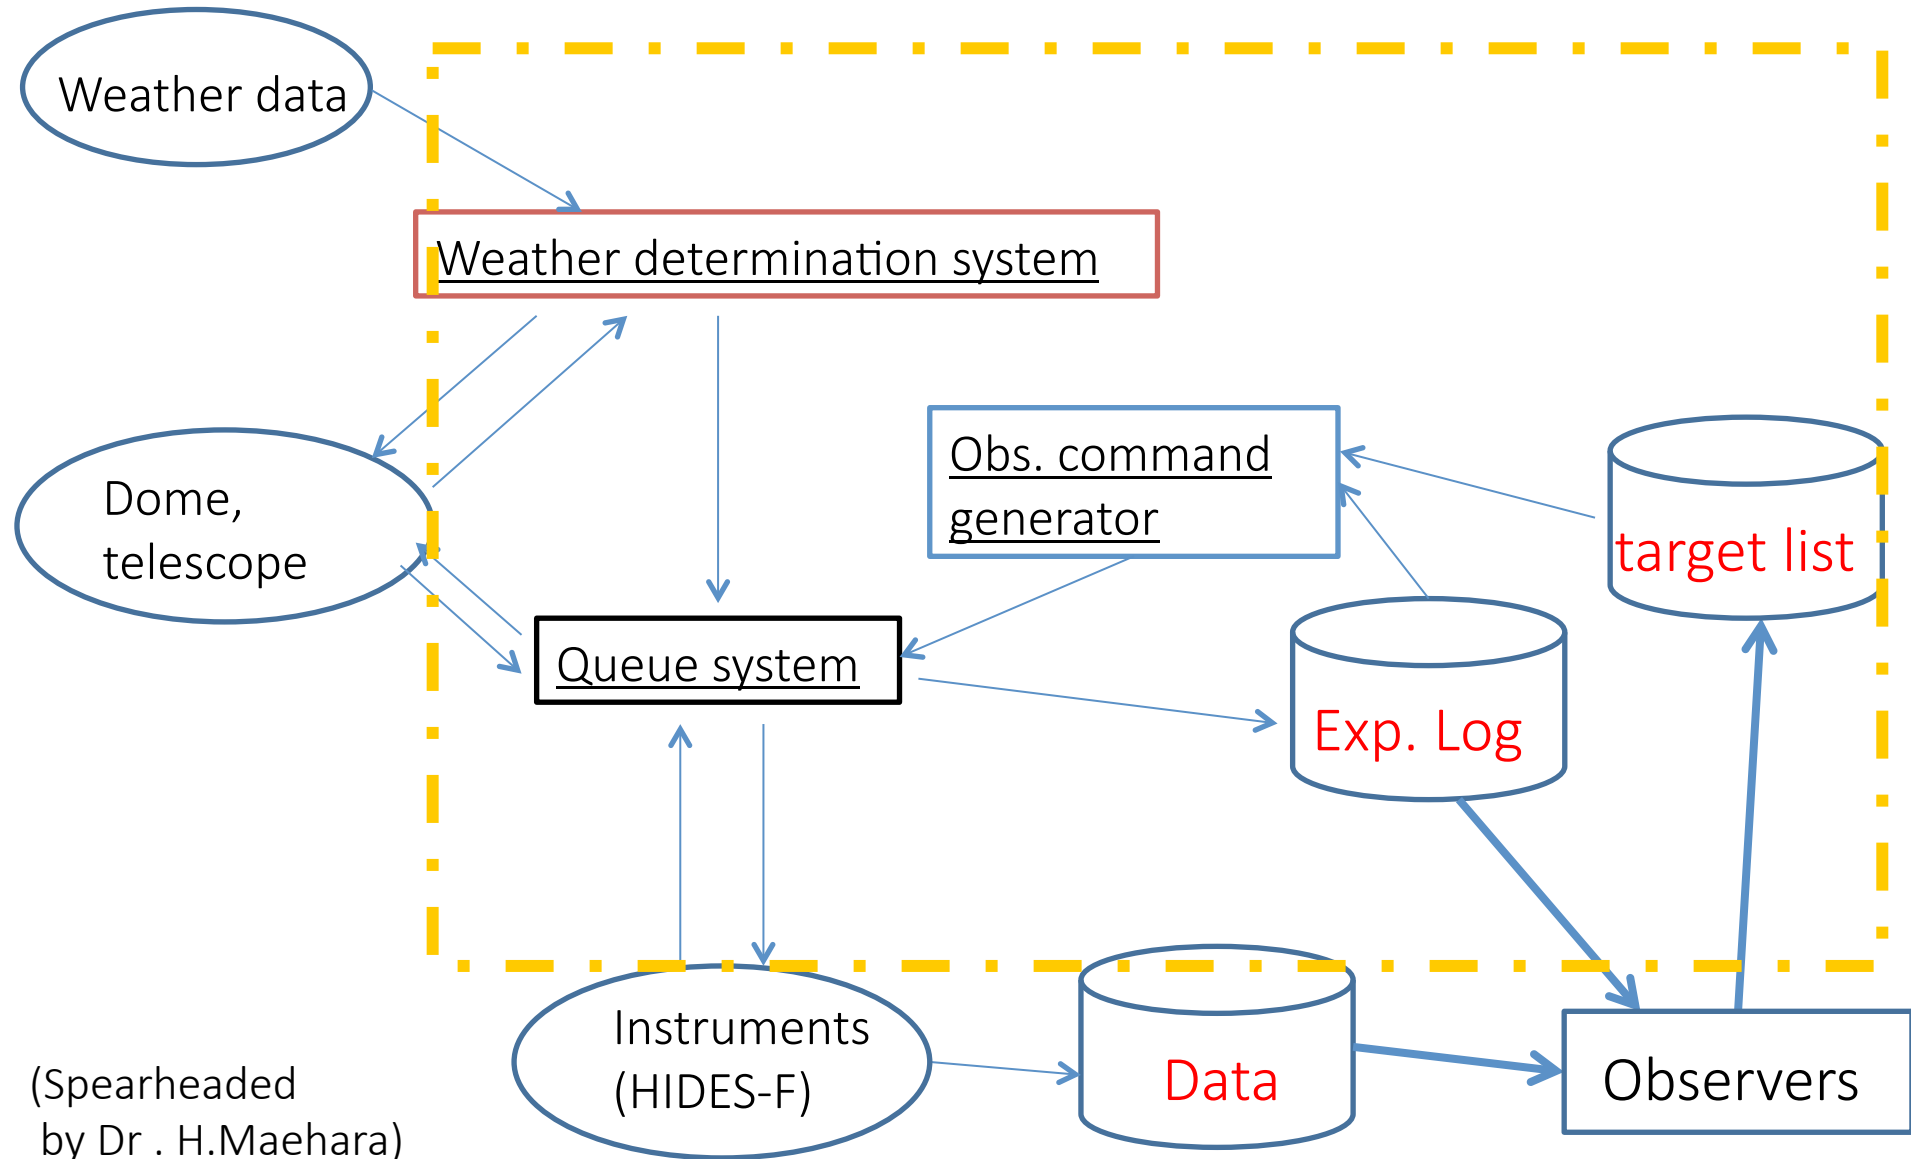 Weather data
Weather determination system
Obs. command
generator
target list
Dome,
telescope
Queue system
Exp. Log
Instruments
(HIDES-F)
Data
Observers
(Spearheaded
by Dr . H.Maehara)